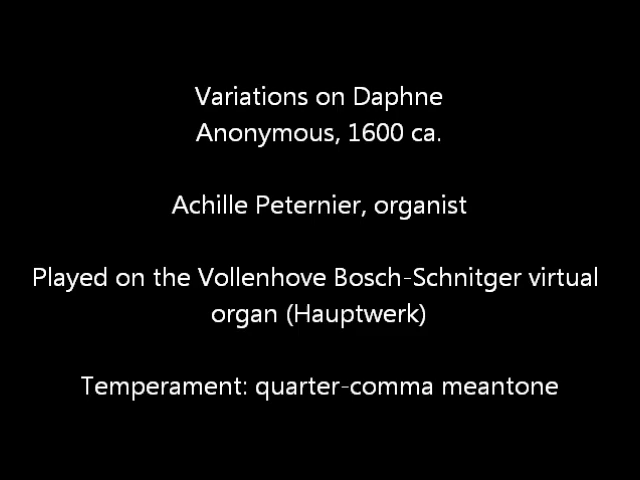 Variations on Daphne
Anonymous, 1600 ca.
Achille Peternier, organist
Played on the Vollenhove Bosch-Schnitger virtual
organ (Hauptwerk)
Temperament: quarter-comma meantone